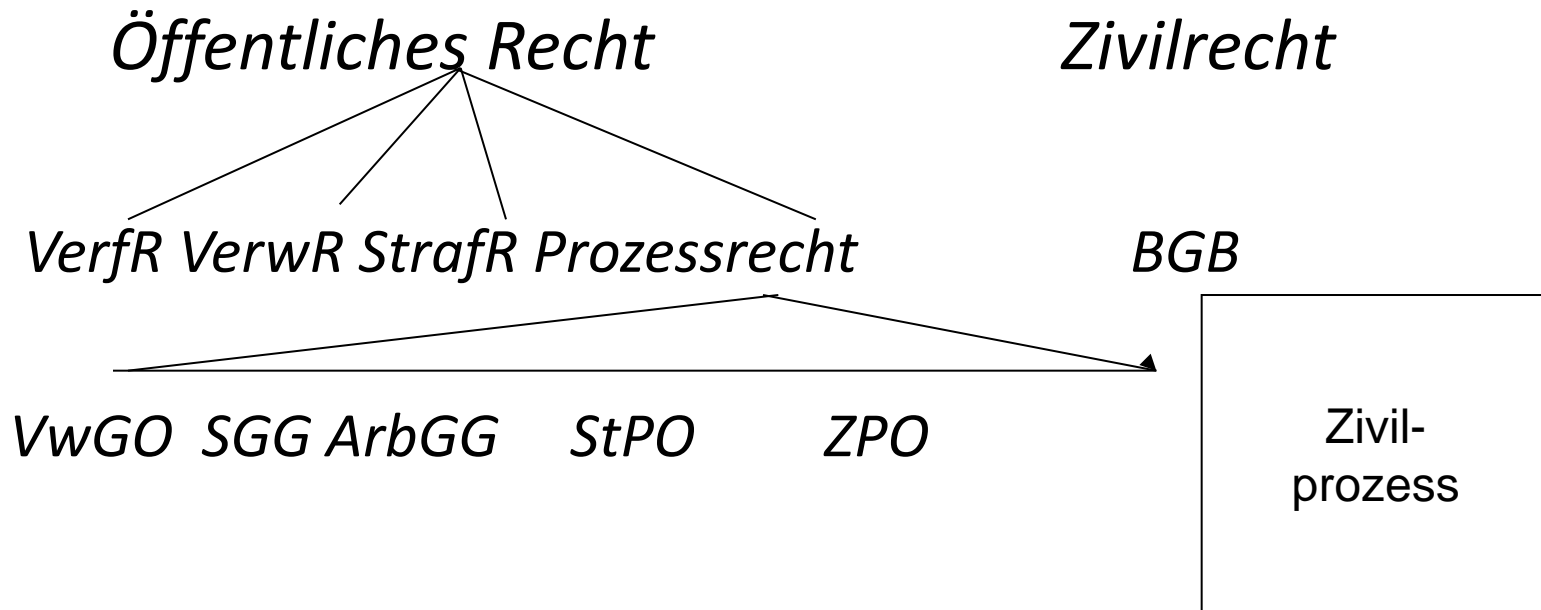 Öffentliches Recht Zivilrecht
VerfR VerwR StrafR Prozessrecht BGB
VwGO SGG ArbGG StPO ZPO
Zivil-
prozess